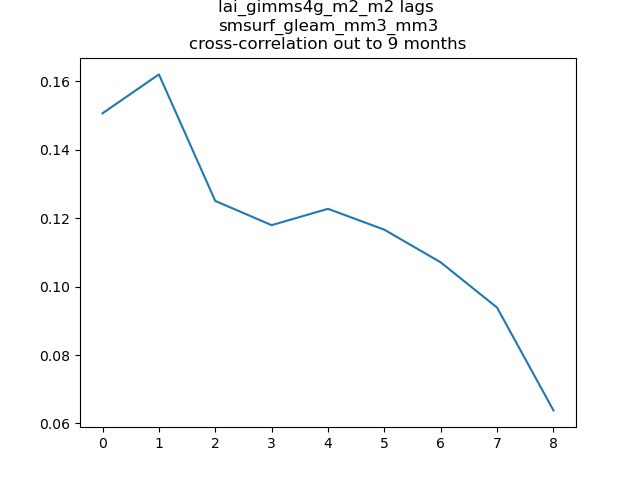 lai_gimms4g_m2_m2 lags
smsurf_gleam_mm3_mm3
cross-correlation out to 9 months
0.16
0.14
0.12
0.10
0.08
0.06
0 1 2 3 4 5 6 7 8